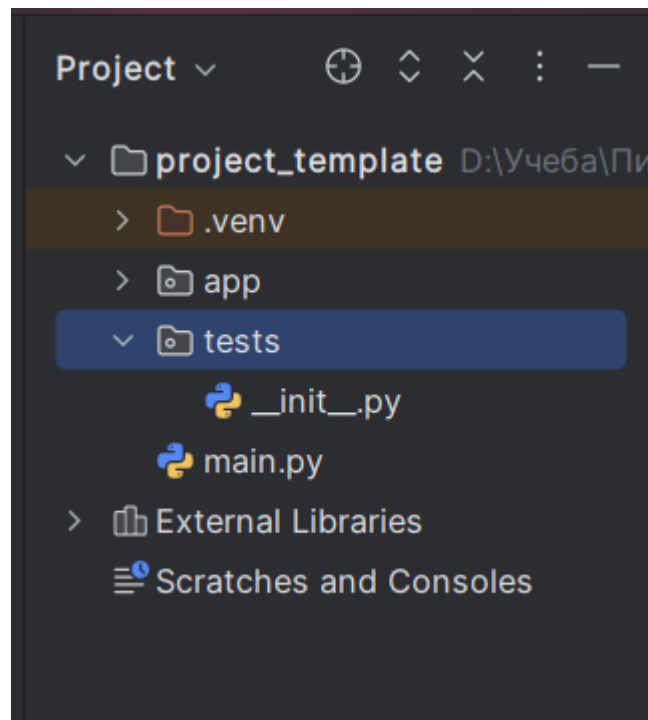 Project
project_template D:\Учеба\Пи
.venv
app
tests
__init__.py
main.py
External Libraries
Scratches and Consoles